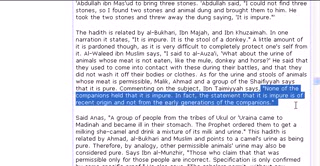 'Abdullah ibn Mas'ud to bring three stones. 'Abdullah said, "I could not find three
stones, so I found two stones and animal dung and brought them to him. He
took the two stones and threw away the dung saying, 'It is impure.'"
The hadith is related by al-Bukhari, Ibn Majah, and Ibn Khuzaimah. In one
narration it states, "It is impure. It is the stool of a donkey." A little amount of
it is pardoned though, as it is very difficult to completely protect one's self from
it. Al-Waleed ibn Muslim says, "I said to al-Auza'i, 'What about the urine of
animals whose meat is not eaten, like the mule, donkey and horse?' He said that
they used to come into contact with these during their battles, and that they
did not wash it off their bodies or clothes. As for the urine and stools of animals
whose meat is permissible, Malik, Ahmad and a group of the Shaifiyyah says
that it is pure. Commenting on the subject, Ibn Taimiyyah says, "None of the
companions held that it is impure. In fact, the statement that it is impure is of
recent origin and not from the early generations of the companions."
Said Anas, "A group of people from the tribes of Ukul or 'Uraina came to
Madinah and became ill in their stomach. The Prophet ordered them to get a
milking she-camel and drink a mixture of its milk and urine." This hadith is
related by Ahmad, al-Bukhari and Muslim and points to a camel's urine as being
pure. Therefore, by analogy, other permissible animals' urine may also be
considered pure. Says Ibn al-Munzhir, "Those who claim that that was
permissible only for those people are incorrect. Specification is only confirmed